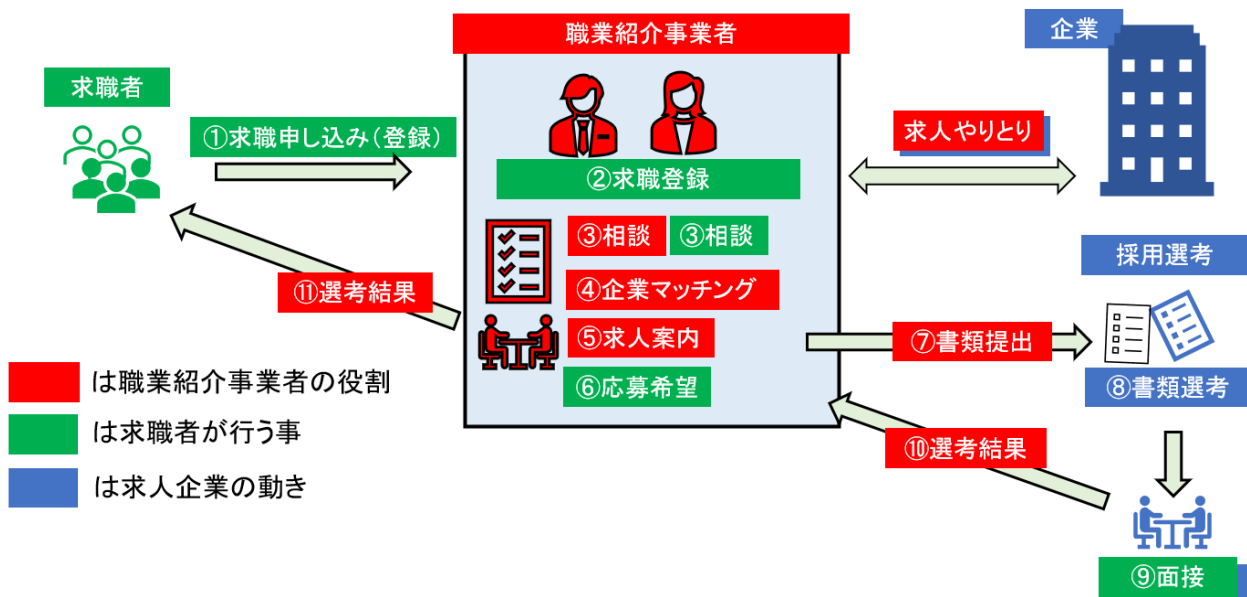 職業紹介事業者
企業
求職者
①求職申し込み(登録)
求人やりとり
②求職登録
③相談
③相談
④企業マッチング
⑤求人案内
⑥応募希望
⑪選考結果
採用選考
⑦書類提出
⑧書類選考
⑩選考結果
⑨面接
は職業紹介事業者の役割
は求職者が行う事
は求人企業の動き